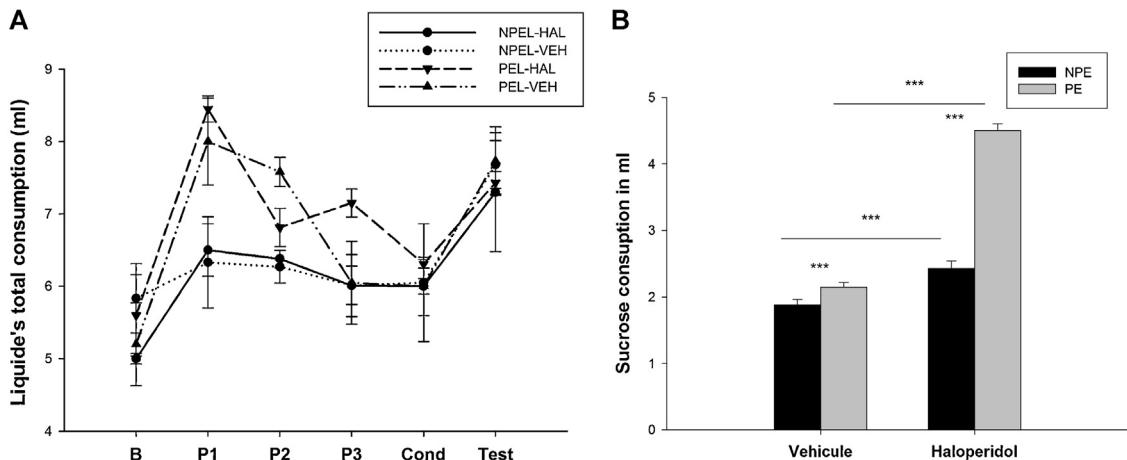 A
NPEL-HAL
NPEL-VEH
PEL-HAL
PEL-VEH
Liquide's total consumption (ml)
9
8
7
6
5
4
B P1 P2 P3 Cond Test
B
NPE
PE
Sucrose consuption in ml
5
4
3
2
1
0
***
***
***
***
Vehicule Haloperidol